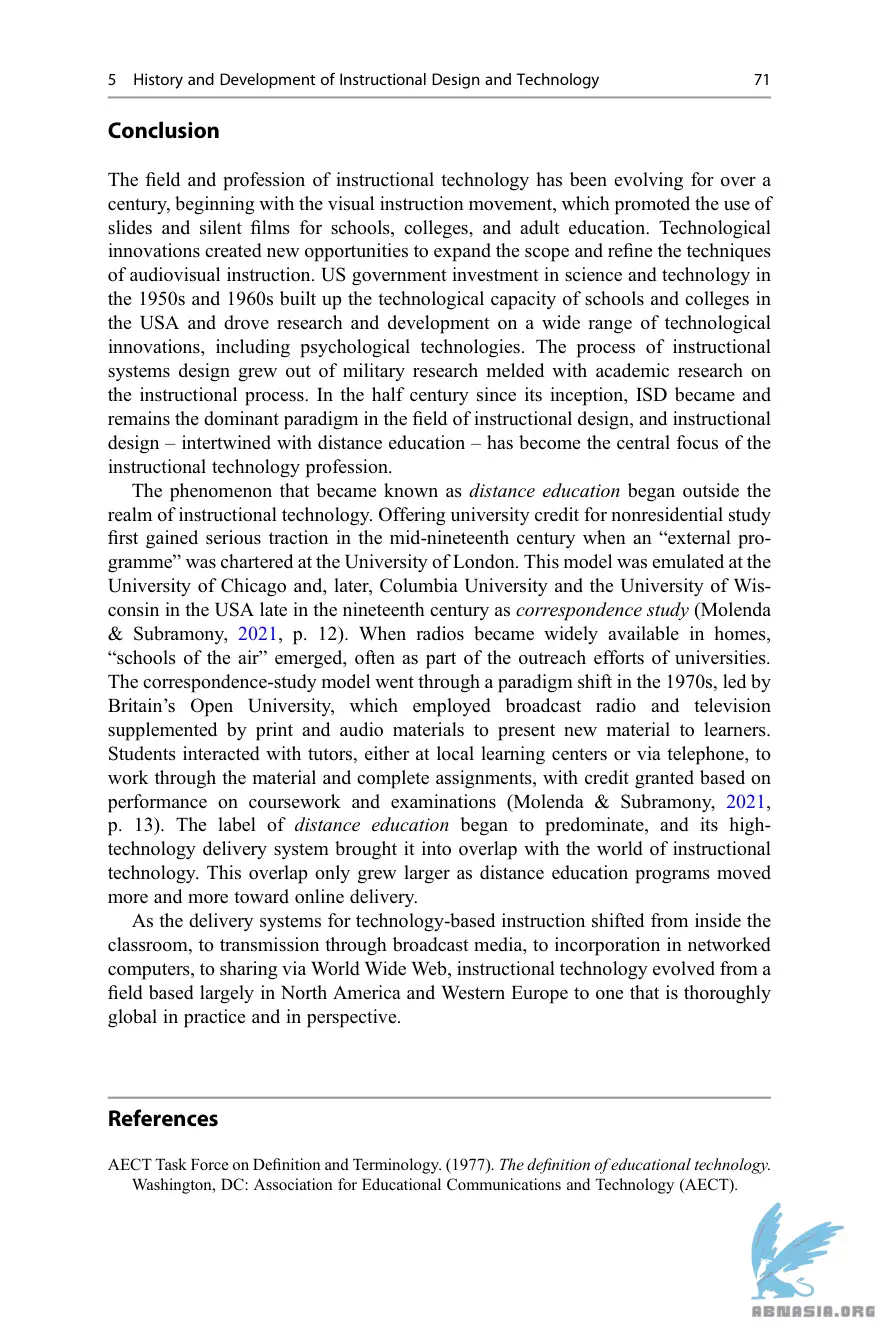 5 History and Development of Instructional Design and Technology 71
Conclusion
The field and profession of instructional technology has been evolving for over a
century, beginning with the visual instruction movement, which promoted the use of
slides and silent films for schools, colleges, and adult education. Technological
innovations created new opportunities to expand the scope and refine the techniques
of audiovisual instruction. US government investment in science and technology in
the 1950s and 1960s built up the technological capacity of schools and colleges in
the USA and drove research and development on a wide range of technological
innovations, including psychological technologies. The process of instructional
systems design grew out of military research melded with academic research on
the instructional process. In the half century since its inception, ISD became and
remains the dominant paradigm in the field of instructional design, and instructional
design – intertwined with distance education – has become the central focus of the
instructional technology profession.
The phenomenon that became known as distance education began outside the
realm of instructional technology. Offering university credit for nonresidential study
first gained serious traction in the mid-nineteenth century when an “external pro-
gramme” was chartered at the University of London. This model was emulated at the
University of Chicago and, later, Columbia University and the University of Wis-
consin in the USA late in the nineteenth century as correspondence study (Molenda
& Subramony, 2021, p. 12). When radios became widely available in homes,
“schools of the air” emerged, often as part of the outreach efforts of universities.
The correspondence-study model went through a paradigm shift in the 1970s, led by
Britain’s Open University, which employed broadcast radio and television
supplemented by print and audio materials to present new material to learners.
Students interacted with tutors, either at local learning centers or via telephone, to
work through the material and complete assignments, with credit granted based on
performance on coursework and examinations (Molenda & Subramony, 2021,
p. 13). The label of distance education began to predominate, and its high-
technology delivery system brought it into overlap with the world of instructional
technology. This overlap only grew larger as distance education programs moved
more and more toward online delivery.
As the delivery systems for technology-based instruction shifted from inside the
classroom, to transmission through broadcast media, to incorporation in networked
computers, to sharing via World Wide Web, instructional technology evolved from a
field based largely in North America and Western Europe to one that is thoroughly
global in practice and in perspective.
References
AECT Task Force on Definition and Terminology. (1977). The definition of educational technology.
Washington, DC: Association for Educational Communications and Technology (AECT).
ABNASIA.ORG